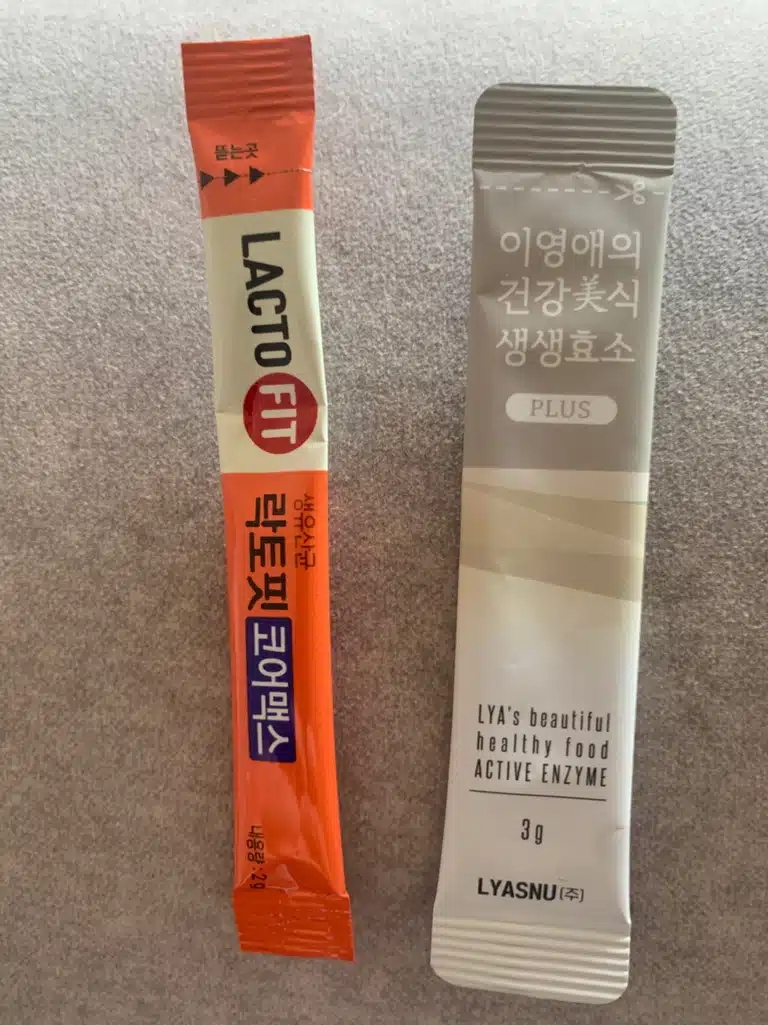 뜯는곳
LACTO FIT
생유산균
락토핏 코어맥스
내용량 : 2g
이영애의
건강美식
생생효소
PLUS
LYA's beautiful
healthy food
ACTIVE ENZYME
3g
LYASNU(주)